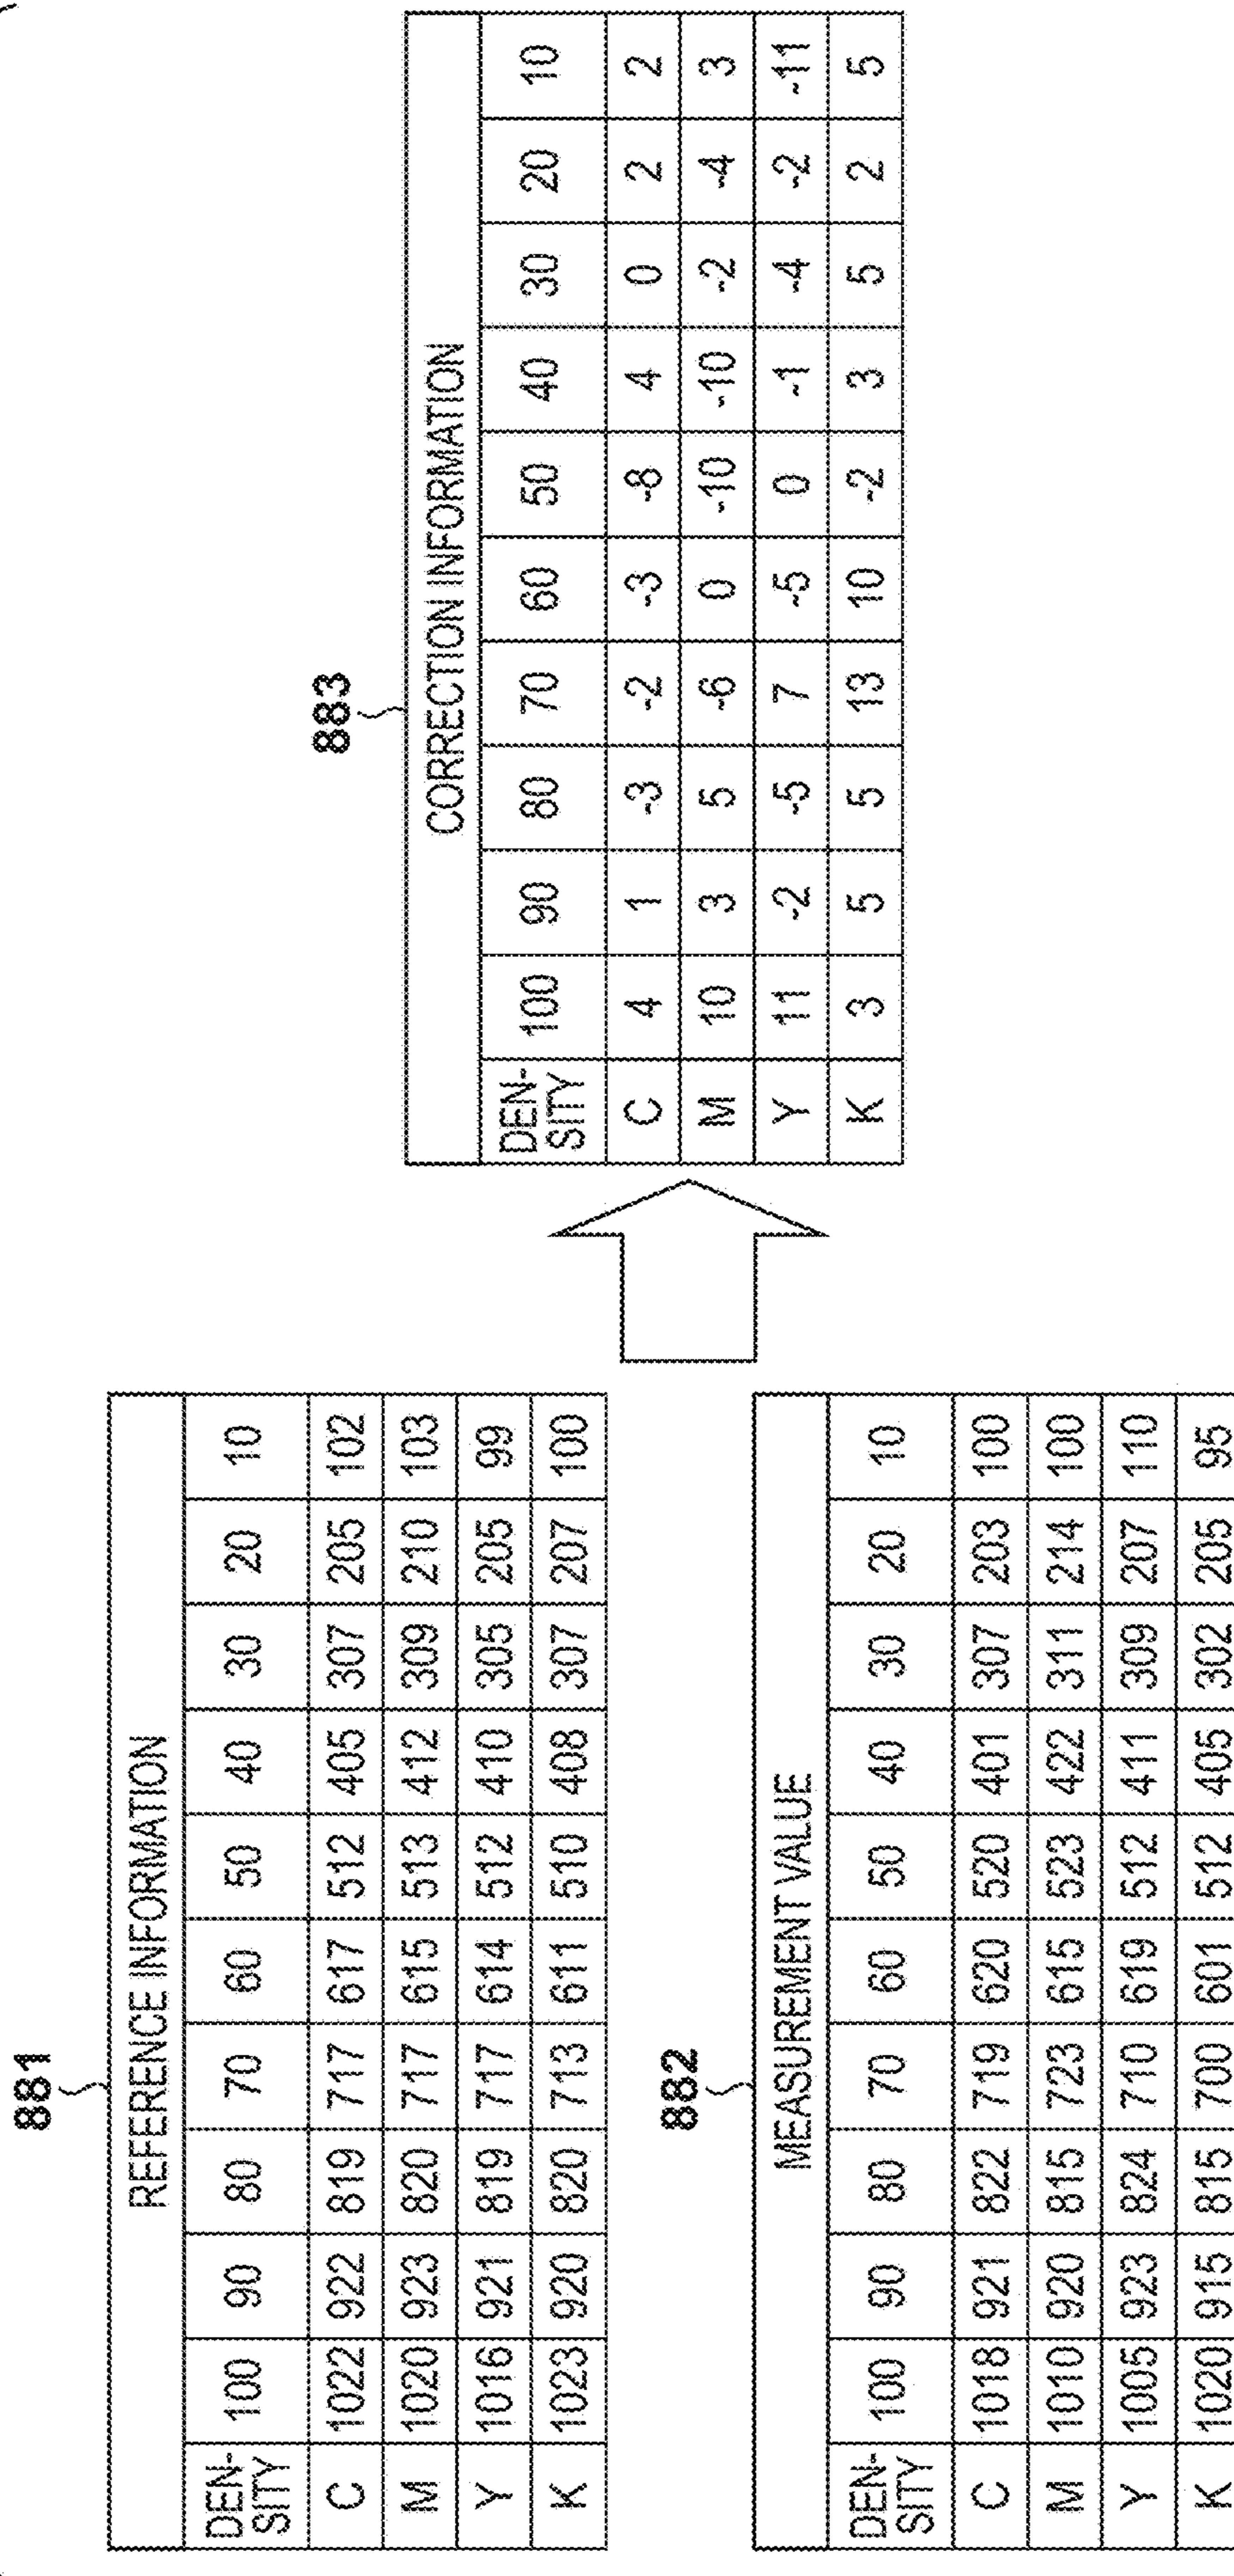 881
REFERENCE INFORMATION
DEN-
SITY 100 90 80 70 60 50 40 30 20 10
C 1022 922 819 717 617 512 405 307 205 102
M 1020 923 820 717 615 513 412 309 210 103
Y 1016 921 819 717 614 512 410 305 205 99
K 1023 920 820 713 611 510 408 307 207 100
882
MEASUREMENT VALUE
DEN-
SITY 100 90 80 70 60 50 40 30 20 10
C 1018 921 822 719 620 520 401 307 203 100
M 1010 920 815 723 615 523 422 311 214 100
Y 1005 923 824 710 619 512 411 309 207 110
K 1020 915 815 700 601 512 405 302 205 95
883
CORRECTION INFORMATION
DEN-
SITY 100 90 80 70 60 50 40 30 20 10
C 4 1 -3 -2 -3 -8 4 0 2 2
M 10 3 5 -6 0 -10 -10 -2 -4 3
Y 11 -2 -5 7 -5 0 -1 -4 -2 -11
K 3 5 5 13 10 -2 3 5 2 5